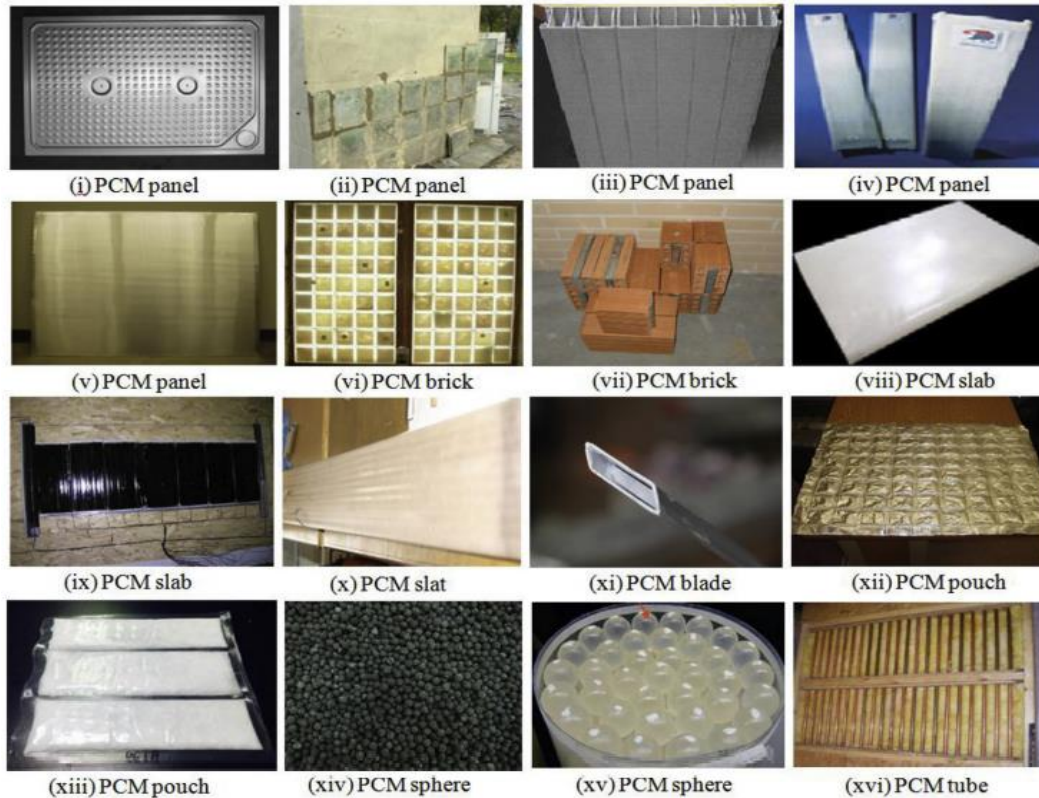 (i) PCM panel
(ii) PCM panel
(iii) PCM panel
(iv) PCM panel
(v) PCM panel
(vi) PCM brick
(vii) PCM brick
(viii) PCM slab
(ix) PCM slab
(x) PCM slat
(xi) PCM blade
(xii) PCM pouch
(xiii) PCM pouch
(xiv) PCM sphere
(xv) PCM sphere
(xvi) PCM tube